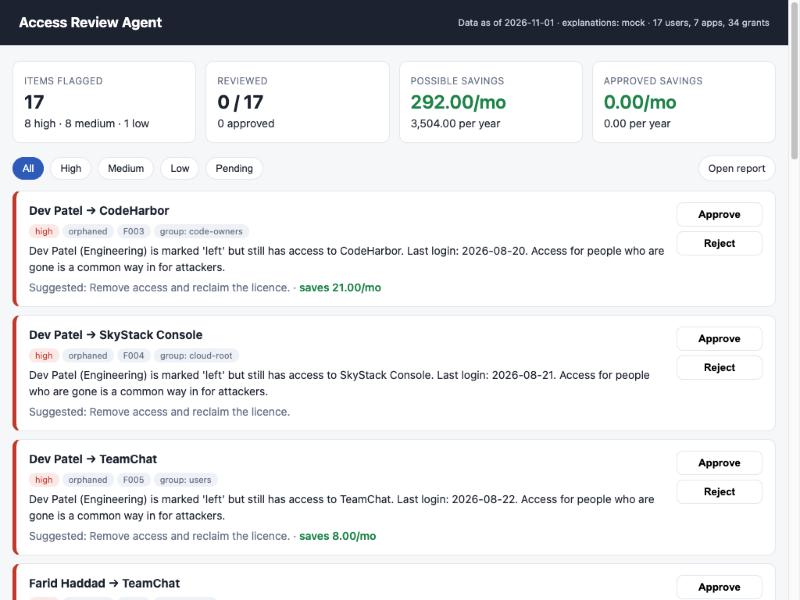 Access Review Agent
Data as of 2026-11-01 · explanations: mock · 17 users, 7 apps, 34 grants
ITEMS FLAGGED
17
8 high · 8 medium · 1 low
REVIEWED
0 / 17
0 approved
POSSIBLE SAVINGS
292.00/mo
3,504.00 per year
APPROVED SAVINGS
0.00/mo
0.00 per year
All High Medium Low Pending Open report
Dev Patel → CodeHarbor
high orphaned F003 group: code-owners
Dev Patel (Engineering) is marked 'left' but still has access to CodeHarbor. Last login: 2026-08-20. Access for people who are
gone is a common way in for attackers.
Suggested: Remove access and reclaim the licence. · saves 21.00/mo
Approve
Reject
Dev Patel → SkyStack Console
high orphaned F004 group: cloud-root
Dev Patel (Engineering) is marked 'left' but still has access to SkyStack Console. Last login: 2026-08-21. Access for people
who are gone is a common way in for attackers.
Suggested: Remove access and reclaim the licence.
Approve
Reject
Dev Patel → TeamChat
high orphaned F005 group: users
Dev Patel (Engineering) is marked 'left' but still has access to TeamChat. Last login: 2026-08-22. Access for people who are
gone is a common way in for attackers.
Suggested: Remove access and reclaim the licence. · saves 8.00/mo
Approve
Reject
Farid Haddad → TeamChat
Approve